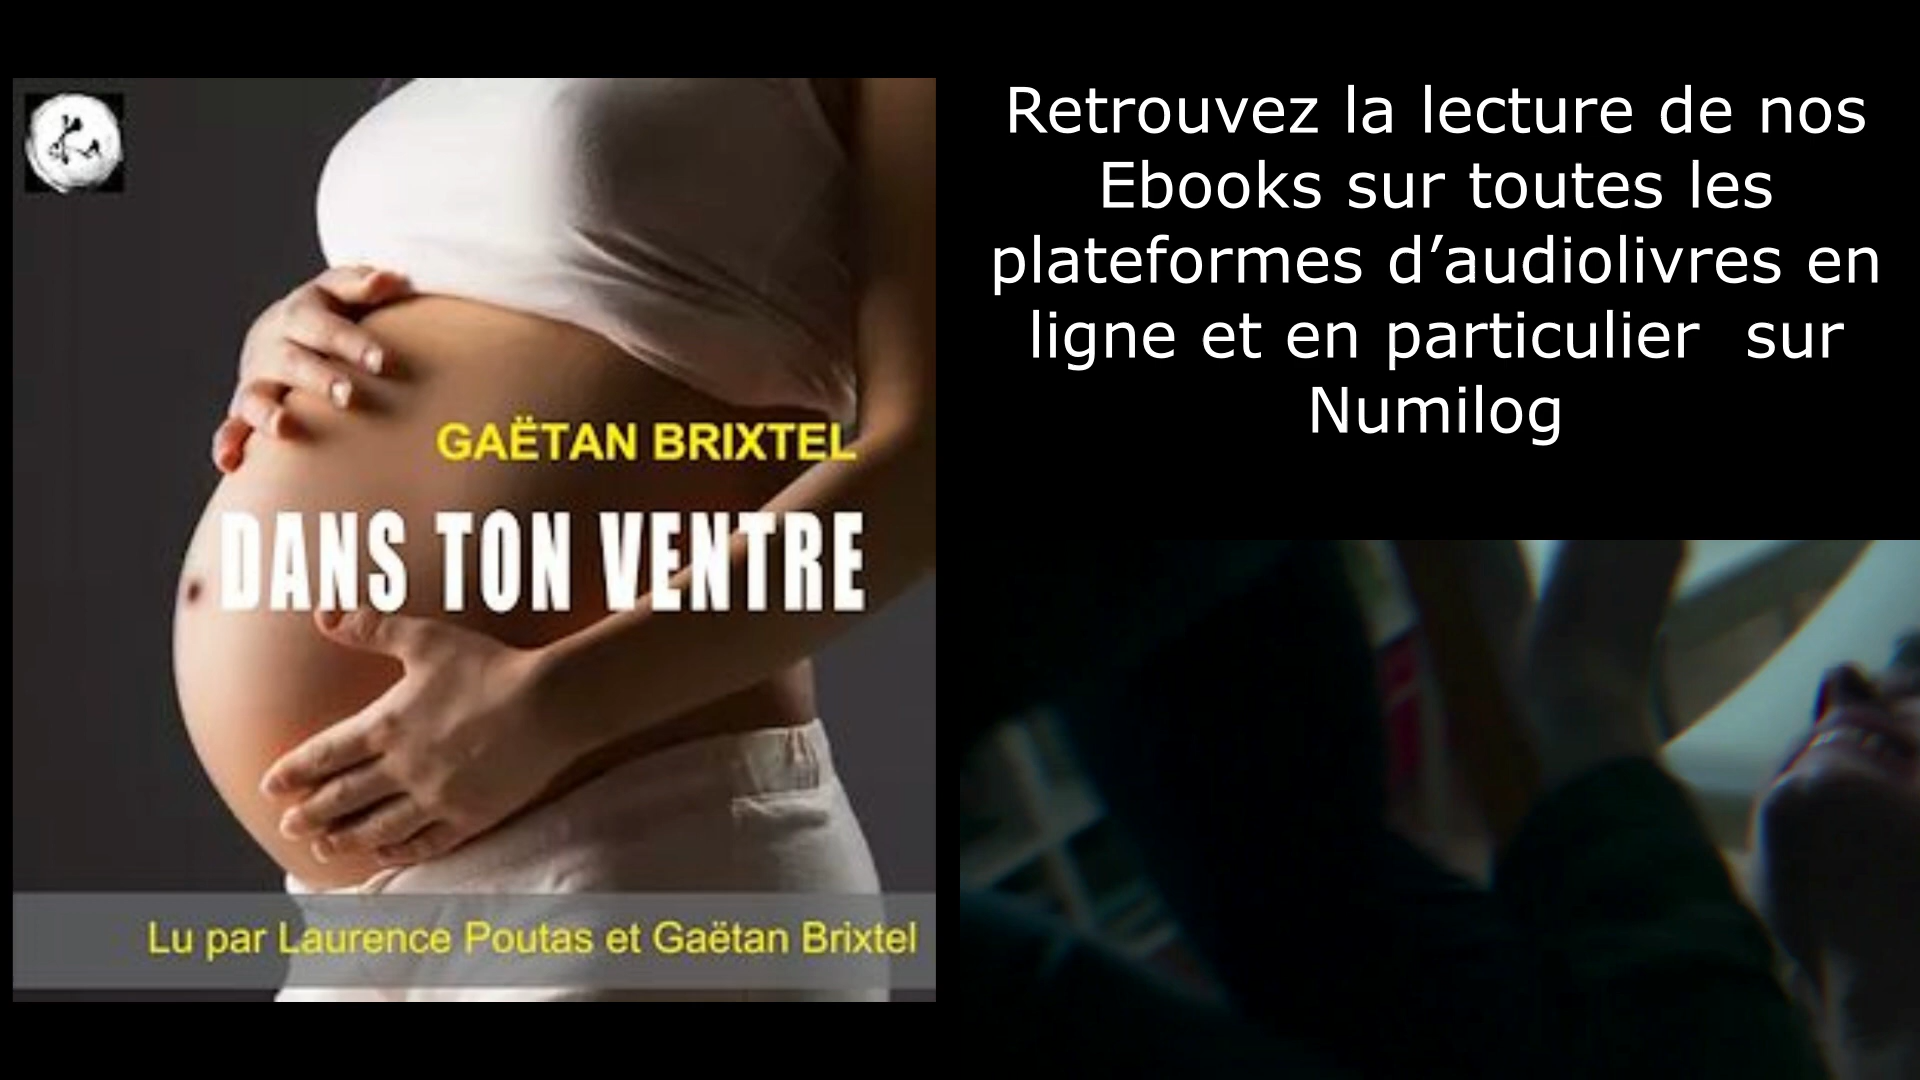 GAËTAN BRIXTEL
DANS TON VENTRE
Lu par Laurence Poutas et Gaëtan Brixtel
Retrouvez la lecture de nos
Ebooks sur toutes les
plateformes d’audiolivres en
ligne et en particulier  sur
Numilog